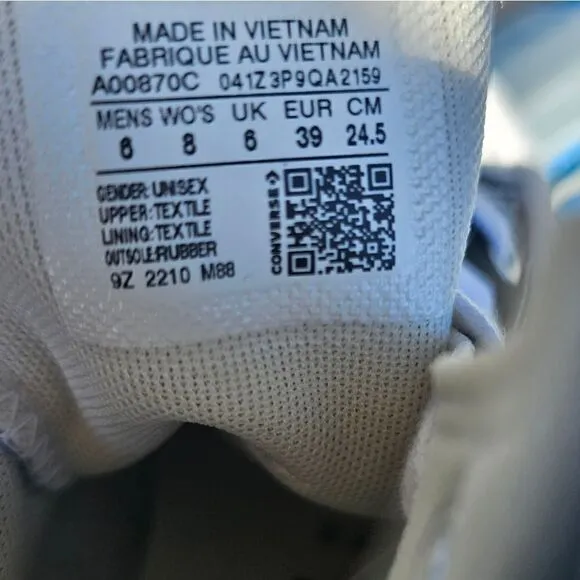 MADE IN VIETNAM
FABRIQUE AU VIETNAM
A00870C 041Z3P9QA2159
MENS WO'S UK EUR CM
6 8 6 39 24.5
GENDER: UNISEX
UPPER: TEXTILE
LINING: TEXTILE
OUTSOLE: RUBBER
9Z 2210 M88
CONVERSE